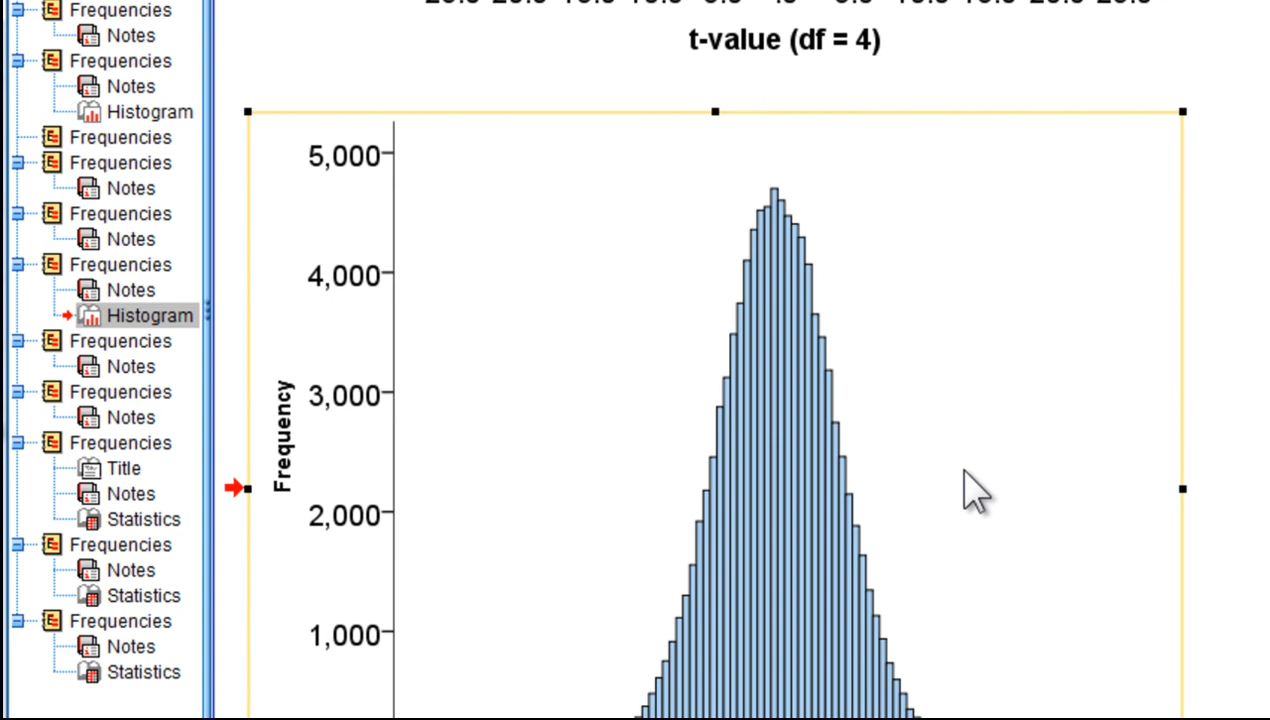 Frequencies
Notes
Frequencies
Notes
Histogram
Frequencies
Frequencies
Notes
Frequencies
Notes
Frequencies
Notes
Histogram
Frequencies
Notes
Frequencies
Notes
Frequencies
Title
Notes
Statistics
Frequencies
Notes
Statistics
Frequencies
Notes
Statistics
t-value (df = 4)
5,000
4,000
3,000
2,000
1,000
Frequency